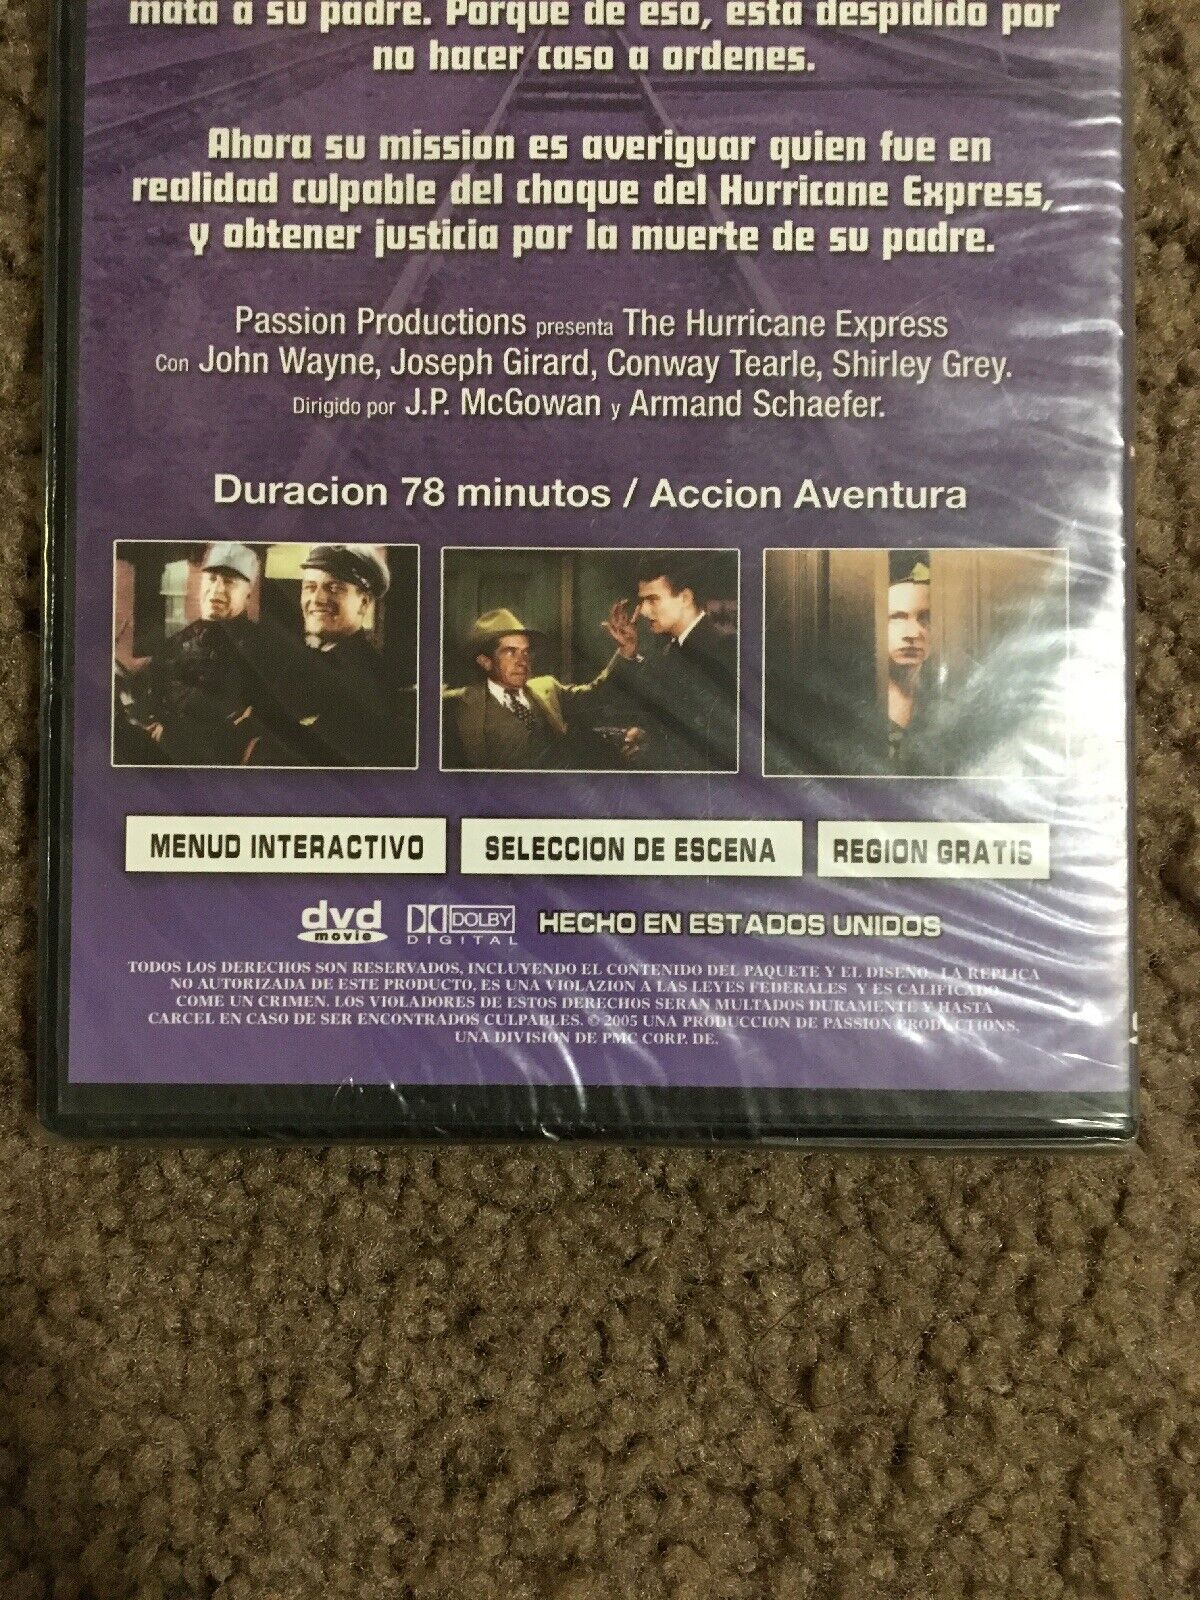 mata a su padre. Porque de eso, esta despidido por
no hacer caso a ordenes.
Ahora su mission es averiguar quien fue en
realidad culpable del choque del Hurricane Express,
y obtener justicia por la muerte de su padre.
Passion Productions presenta The Hurricane Express
Con John Wayne, Joseph Girard, Conway Tearle, Shirley Grey.
Dirigido por J.P. McGowan y Armand Schaefer.
Duracion 78 minutos / Accion Aventura
MENUD INTERACTIVO SELECCION DE ESCENA REGION GRATIS
dvd movie DOLBY DIGITAL HECHO EN ESTADOS UNIDOS
TODOS LOS DERECHOS SON RESERVADOS, INCLUYENDO EL CONTENIDO DEL PAQUETE Y EL DISENO. LA REPLICA
NO AUTORIZADA DE ESTE PRODUCTO, ES UNA VIOLAZION A LAS LEYES FEDERALES Y ES CALIFICADO
COME UN CRIMEN. LOS VIOLADORES DE ESTOS DERECHOS SERAN MULTADOS DURAMENTE Y HASTA
CARCEL EN CASO DE SER ENCONTRADOS CULPABLES. © 2005 UNA PRODUCCION DE PASSION PRODUCTIONS,
UNA DIVISION DE PMC CORP. DE.